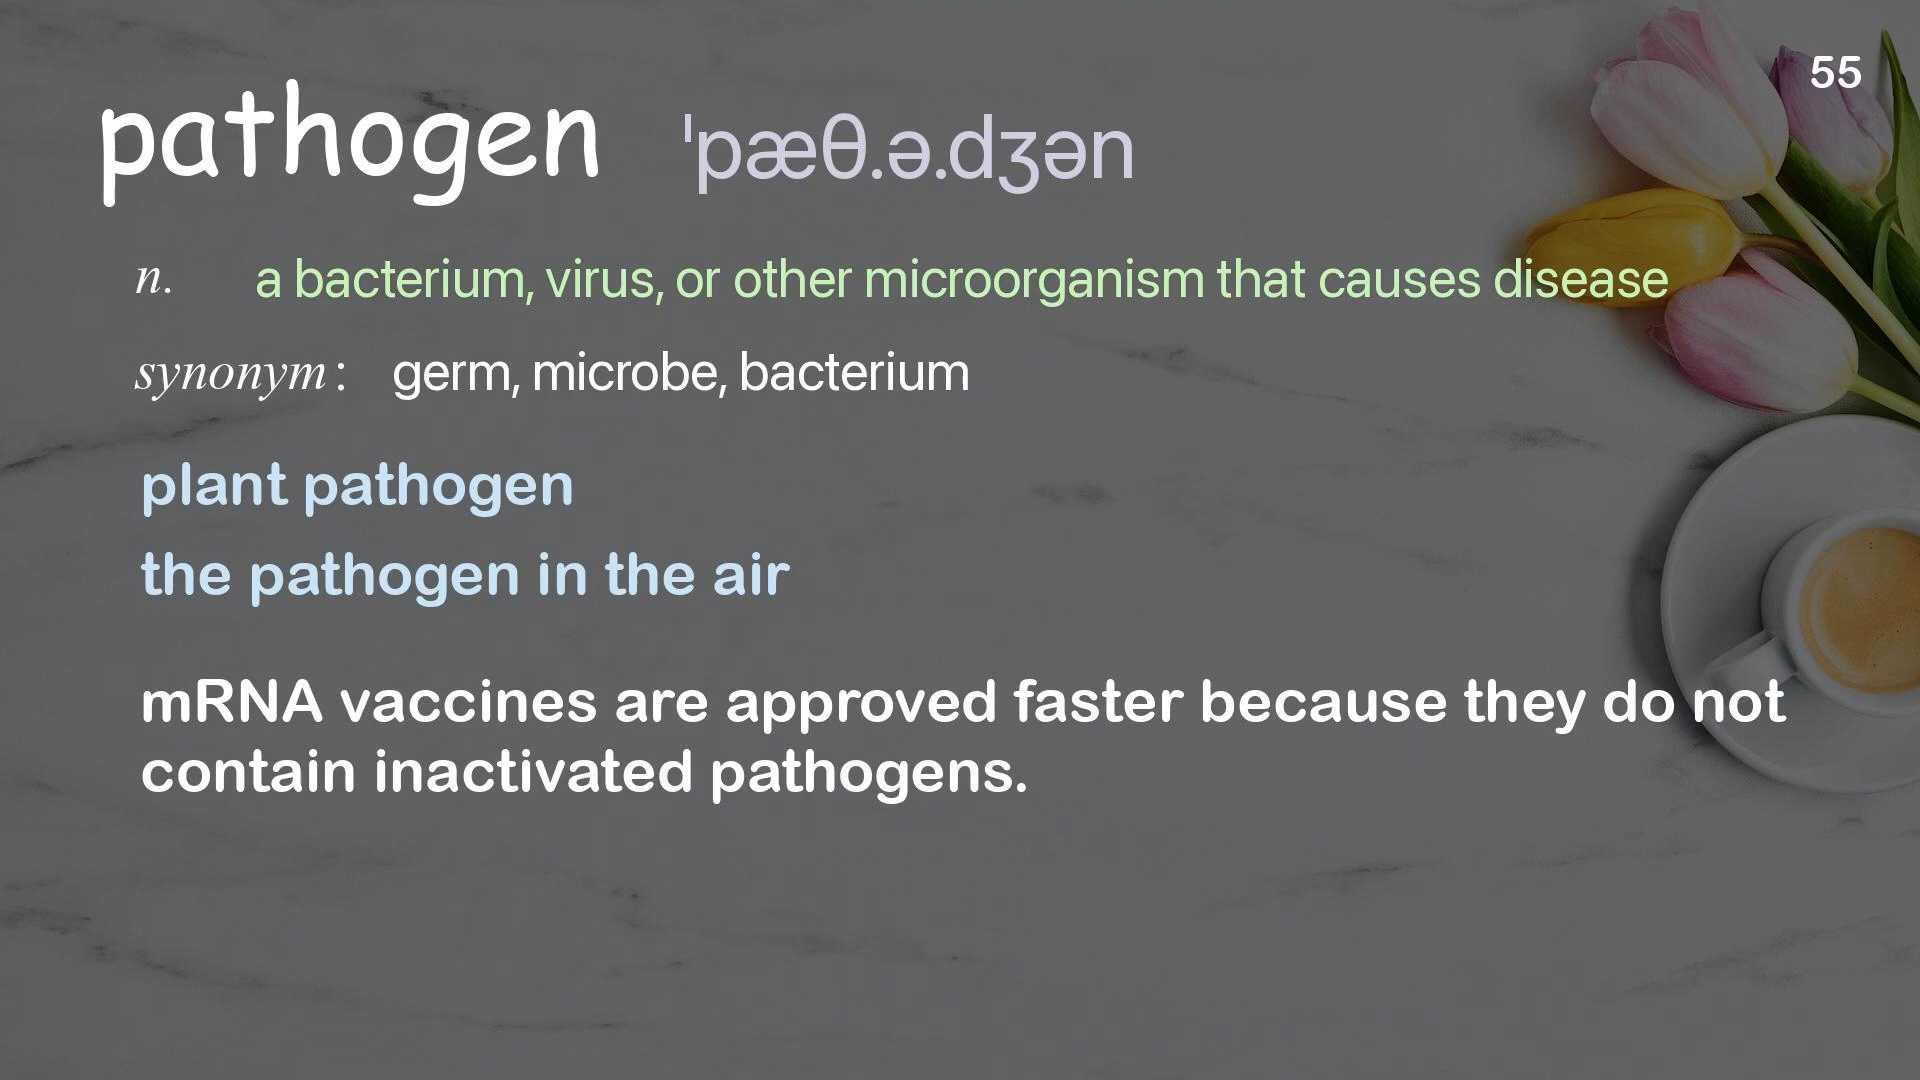 55
pathogen ˈpæθ.ə.dʒən
n. a bacterium, virus, or other microorganism that causes disease
synonym : germ, microbe, bacterium
plant pathogen
the pathogen in the air
mRNA vaccines are approved faster because they do not
contain inactivated pathogens.